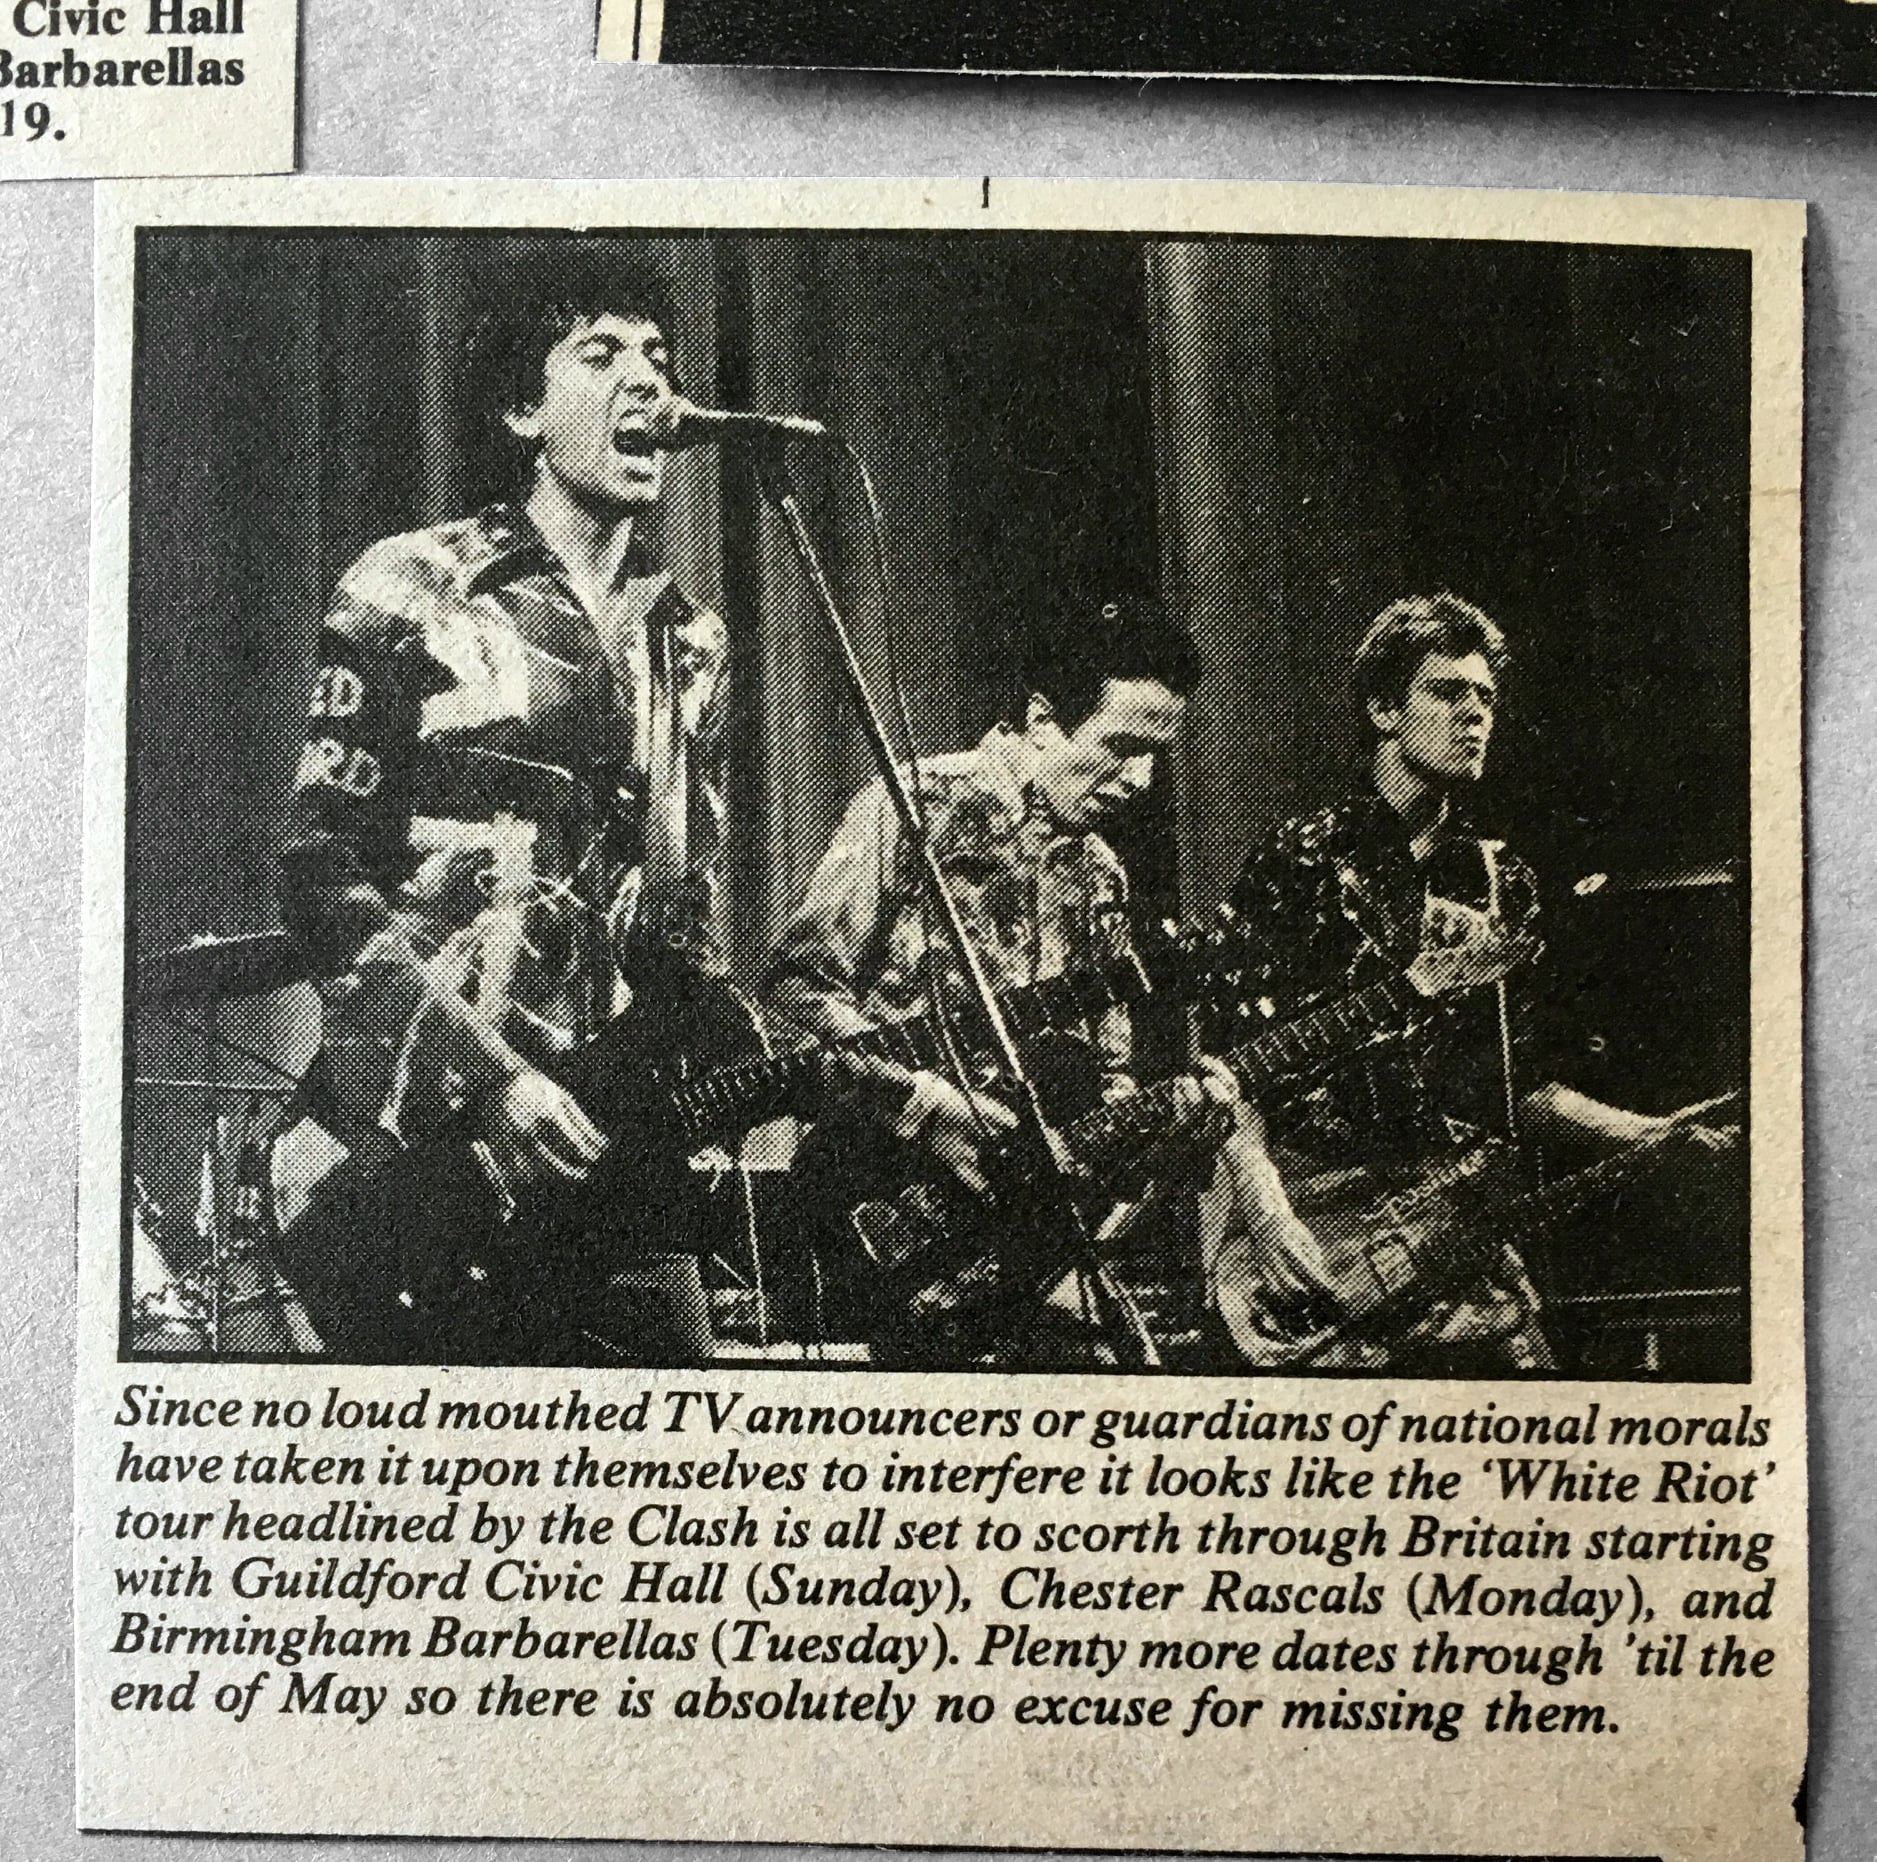 Civic Hall
Barbarellas
19.
ED
RD
Since no loud mouthed TV announcers or guardians of national morals
have taken it upon themselves to interfere it looks like the ‘White Riot’
tour headlined by the Clash is all set to scorth through Britain starting
with Guildford Civic Hall (Sunday), Chester Rascals (Monday), and
Birmingham Barbarellas (Tuesday). Plenty more dates through ’til the
end of May so there is absolutely no excuse for missing them.